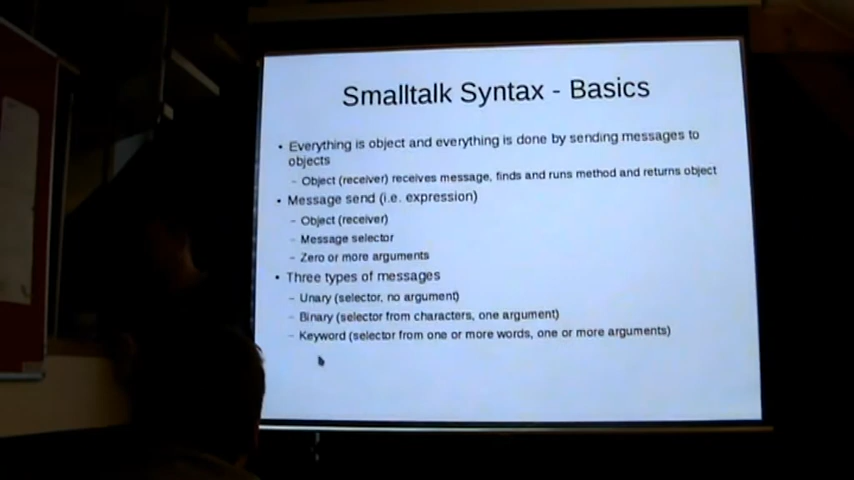 Smalltalk Syntax - Basics
• Everything is object and everything is done by sending messages to
objects
– Object (receiver) receives message, finds and runs method and returns object
• Message send (i.e. expression)
– Object (receiver)
– Message selector
– Zero or more arguments
• Three types of messages
– Unary (selector, no argument)
– Binary (selector from characters, one argument)
– Keyword (selector from one or more words, one or more arguments)